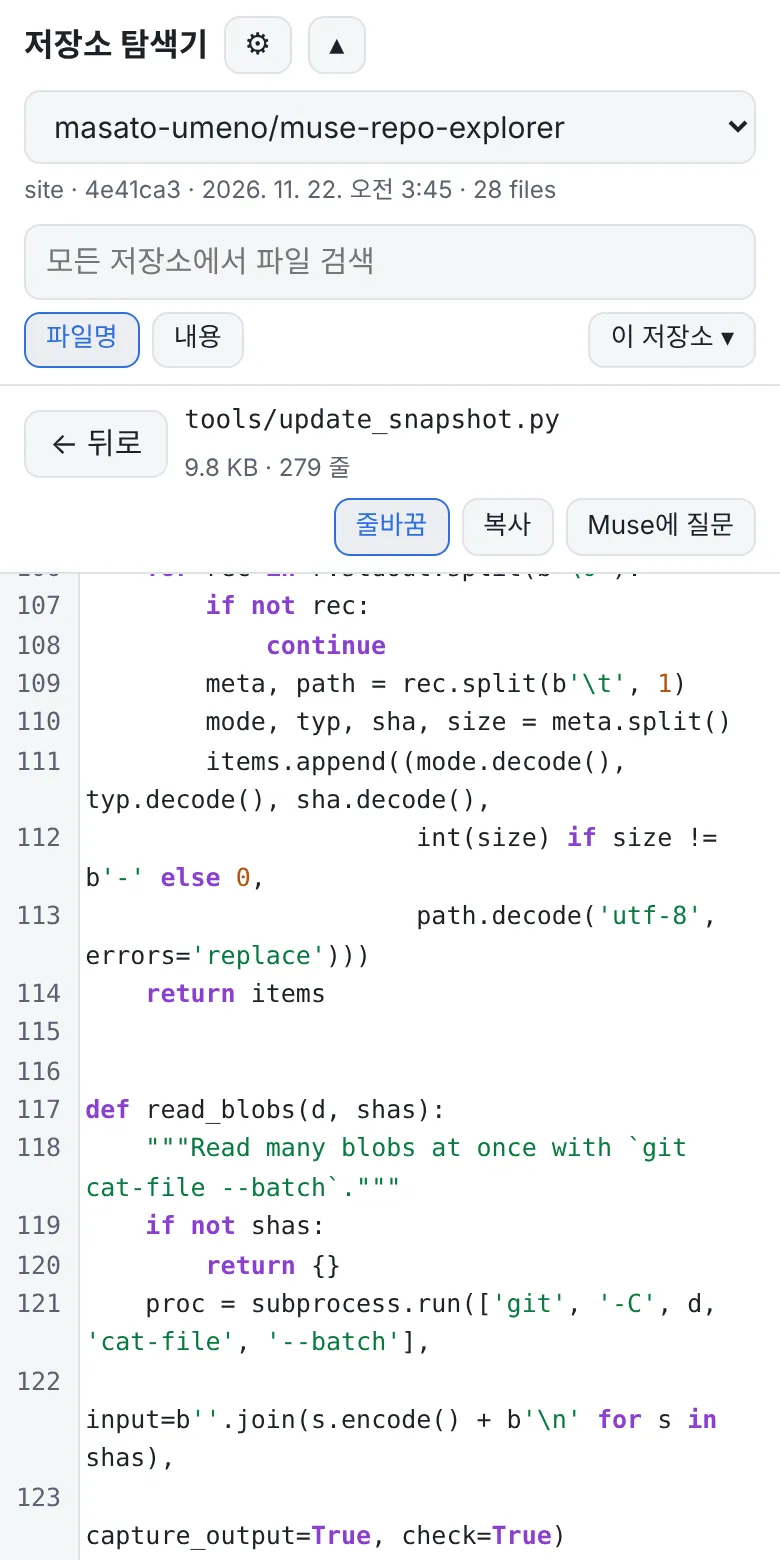 저장소 탐색기 ⚙ ▲
masato-umeno/muse-repo-explorer
site · 4e41ca3 · 2026. 11. 22. 오전 3:45 · 28 files
모든 저장소에서 파일 검색
파일명 내용 이 저장소 ▾
← 뒤로
tools/update_snapshot.py
9.8 KB · 279 줄
줄바꿈 복사 Muse에 질문
107         if not rec:
108             continue
109         meta, path = rec.split(b'\t', 1)
110         mode, typ, sha, size = meta.split()
111         items.append((mode.decode(),
typ.decode(), sha.decode(),
112                       int(size) if size !=
b'-' else 0,
113                       path.decode('utf-8',
errors='replace')))
114     return items
115
116
117 def read_blobs(d, shas):
118     """Read many blobs at once with `git
cat-file --batch`."""
119     if not shas:
120         return {}
121     proc = subprocess.run(['git', '-C', d,
'cat-file', '--batch'],
122
input=b''.join(s.encode() + b'\n' for s in
shas),
123
capture_output=True, check=True)